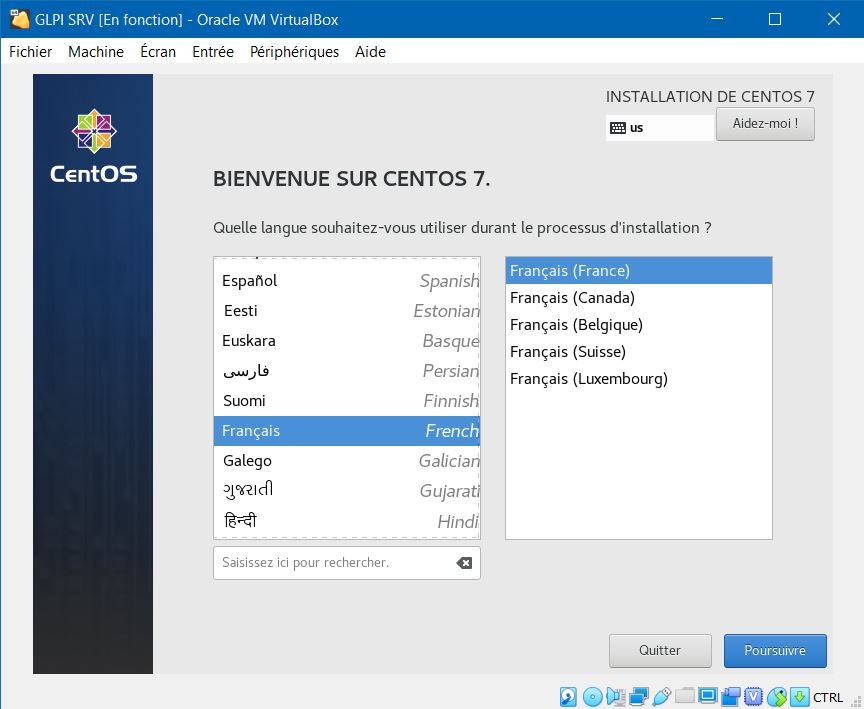 GLPI SRV [En fonction] - Oracle VM VirtualBox
Fichier Machine Écran Entrée Périphériques Aide
CentOS
INSTALLATION DE CENTOS 7
us
Aidez-moi !
BIENVENUE SUR CENTOS 7.
Quelle langue souhaitez-vous utiliser durant le processus d'installation ?
Español Spanish
Eesti Estonian
Euskara Basque
فارسی Persian
Suomi Finnish
Français French
Galego Galician
ગુજરાતી Gujarati
हिन्दी Hindi
Saisissez ici pour rechercher.
Français (France)
Français (Canada)
Français (Belgique)
Français (Suisse)
Français (Luxembourg)
Quitter
Poursuivre
CTRL